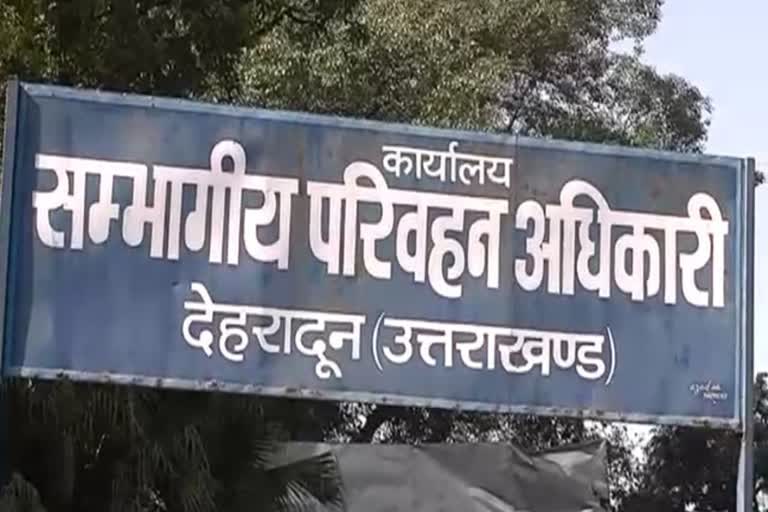 कार्यालय
सम्भागीय परिवहन अधिकारी
देहरादून (उत्तराखण्ड)